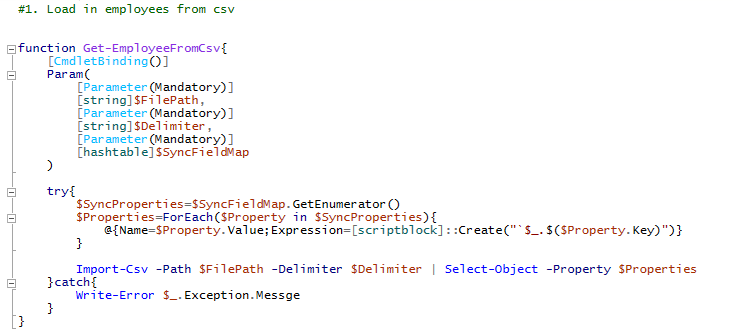 #1. Load in employees from csv
function Get-EmployeeFromCsv{
[CmdletBinding()]
Param(
[Parameter(Mandatory)]
[string]$FilePath,
[Parameter(Mandatory)]
[string]$Delimiter,
[Parameter(Mandatory)]
[hashtable]$SyncFieldMap
)
try{
$SyncProperties=$SyncFieldMap.GetEnumerator()
$Properties=ForEach($Property in $SyncProperties){
@{Name=$Property.Value;Expression=[scriptblock]::Create("`$_.$($Property.Key)")}
}
Import-Csv -Path $FilePath -Delimiter $Delimiter | Select-Object -Property $Properties
}catch{
Write-Error $_.Exception.Messge
}
}